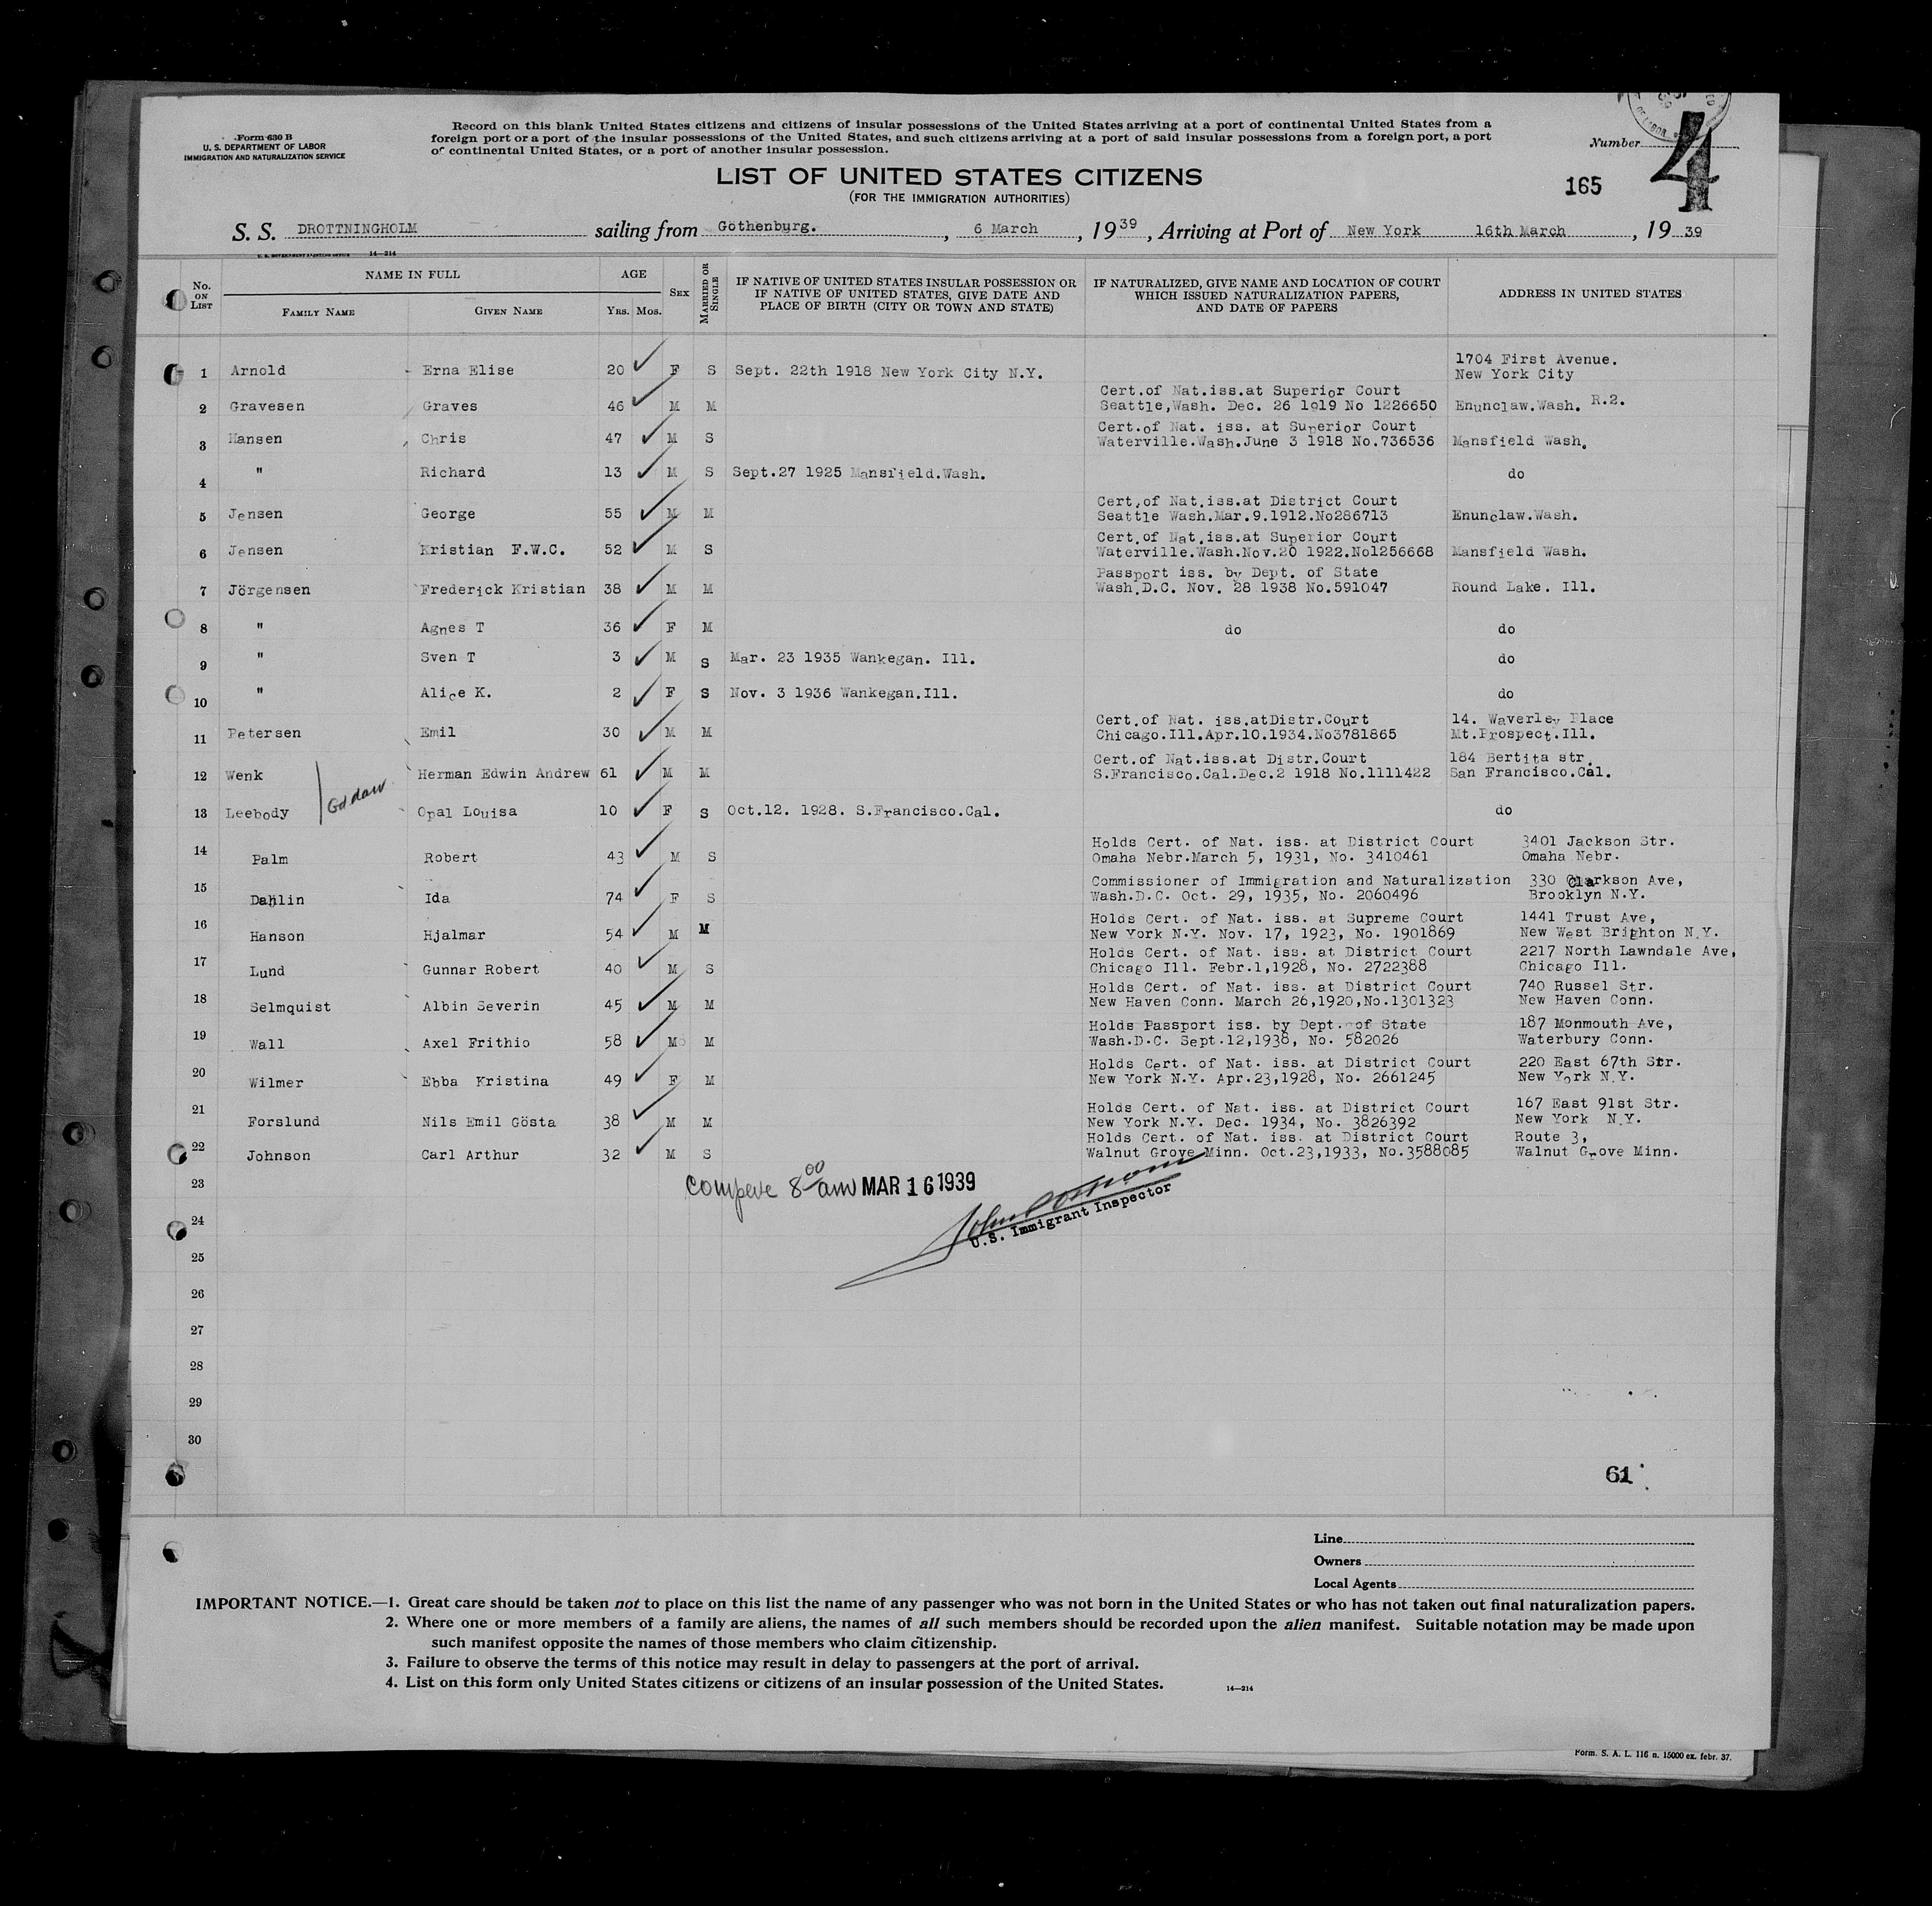 Form 630 B
U. S. DEPARTMENT OF LABOR
IMMIGRATION AND NATURALIZATION SERVICE
Record on this blank United States citizens and citizens of insular possessions of the United States arriving at a port of continental United States from a
foreign port or a port of the insular possessions of the United States, and such citizens arriving at a port of said insular possessions from a foreign port, a port
of continental United States, or a port of another insular possession.
Number 4
LIST OF UNITED STATES CITIZENS
(FOR THE IMMIGRATION AUTHORITIES)
165
S. S. DROTTNINGHOLM sailing from Gothenburg. , 6 March , 1939 , Arriving at Port of New York 16th March , 19 39
U. S. GOVERNMENT PRINTING OFFICE 14—214
No. ON LIST NAME IN FULL FAMILY NAME GIVEN NAME AGE YRS. MOS. SEX MARRIED OR SINGLE IF NATIVE OF UNITED STATES INSULAR POSSESSION OR IF NATIVE OF UNITED STATES, GIVE DATE AND PLACE OF BIRTH (CITY OR TOWN AND STATE) IF NATURALIZED, GIVE NAME AND LOCATION OF COURT WHICH ISSUED NATURALIZATION PAPERS, AND DATE OF PAPERS ADDRESS IN UNITED STATES
1 Arnold Erna Elise 20 F S Sept. 22th 1918 New York City N.Y. 1704 First Avenue. New York City
2 Gravesen Graves 46 M M Cert.of Nat.iss.at Superior Court Seattle,Wash. Dec. 26 1919 No 1226650 Enunclaw.Wash. R.2.
3 Hansen Chris 47 M S Cert.of Nat. iss. at Superior Court Waterville.Wash.June 3 1918 No.736536 Mansfield Wash.
4 " Richard 13 M S Sept.27 1925 Mansfield.Wash. do
5 Jensen George 55 M M Cert.of Nat.iss.at District Court Seattle Wash.Mar.9.1912.No286713 Enunclaw.Wash.
6 Jensen Kristian F.W.C. 52 M S Cert.of Nat.iss.at Superior Court Waterville.Wash.Nov.20 1922.No1256668 Mansfield Wash.
7 Jörgensen Frederick Kristian 38 M M Passport iss. by Dept. of State Wash.D.C. Nov. 28 1938 No.591047 Round Lake. Ill.
8 " Agnes T 36 F M do do
9 " Sven T 3 M S Mar. 23 1935 Wankegan. Ill. do
10 " Alice K. 2 F S Nov. 3 1936 Wankegan.Ill. do
11 Petersen Emil 30 M M Cert.of Nat. iss.atDistr.Court Chicago.Ill.Apr.10.1934.No3781865 14. Waverley Place Mt.Prospect.Ill.
12 Wenk Herman Edwin Andrew 61 M M Cert.of Nat.iss.at Distr.Court S.Francisco.Cal.Dec.2 1918 No.1111422 184 Bertita str. San Francisco.Cal.
13 Leebody Opal Louisa 10 F S Oct.12. 1928. S.Francisco.Cal. do
14 Palm Robert 43 M S Holds Cert. of Nat. iss. at District Court Omaha Nebr.March 5, 1931, No. 3410461 3401 Jackson Str. Omaha Nebr.
15 Dahlin Ida 74 F S Commissioner of Immigration and Naturalization Wash.D.C. Oct. 29, 1935, No. 2060496 330 Clarkson Ave, Brooklyn N.Y.
16 Hanson Hjalmar 54 M M Holds Cert. of Nat. iss. at Supreme Court New York N.Y. Nov. 17, 1923, No. 1901869 1441 Trust Ave, New West Brighton N.Y.
17 Lund Gunnar Robert 40 M S Holds Cert. of Nat. iss. at District Court Chicago Ill. Febr.1,1928, No. 2722388 2217 North Lawndale Ave, Chicago Ill.
18 Selmquist Albin Severin 45 M M Holds Cert. of Nat. iss. at District Court New Haven Conn. March 26,1920,No.1301323 740 Russel Str. New Haven Conn.
19 Wall Axel Frithio 58 M M Holds Passport iss. by Dept. of State Wash.D.C. Sept.12,1938, No. 582026 187 Monmouth Ave, Waterbury Conn.
20 Wilmer Ebba Kristina 49 F M Holds Cert. of Nat. iss. at District Court New York N.Y. Apr.23,1928, No. 2661245 220 East 67th Str. New York N.Y.
21 Forslund Nils Emil Gösta 38 M M Holds Cert. of Nat. iss. at District Court New York N.Y. Dec. 1934, No. 3826392 167 East 91st Str. New York N.Y.
22 Johnson Carl Arthur 32 M S Holds Cert. of Nat. iss. at District Court Walnut Grove Minn. Oct.23,1933, No.3588085 Route 3, Walnut Grove Minn.
23 8 00 am MAR 16 1939
24 U.S. Immigrant Inspector
25
26
27
28
29
30
61
Line
Owners
Local Agents
IMPORTANT NOTICE.—1. Great care should be taken not to place on this list the name of any passenger who was not born in the United States or who has not taken out final naturalization papers.
2. Where one or more members of a family are aliens, the names of all such members should be recorded upon the alien manifest. Suitable notation may be made upon
such manifest opposite the names of those members who claim citizenship.
3. Failure to observe the terms of this notice may result in delay to passengers at the port of arrival.
4. List on this form only United States citizens or citizens of an insular possession of the United States. 14—214
Form. S. A. L. 116 n. 15000 ex. febr. 37.